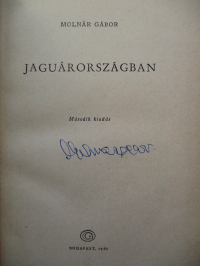 MOLNÁR GÁBOR
JAGUÁRORSZÁGBAN
Második kiadás
BUDAPEST,